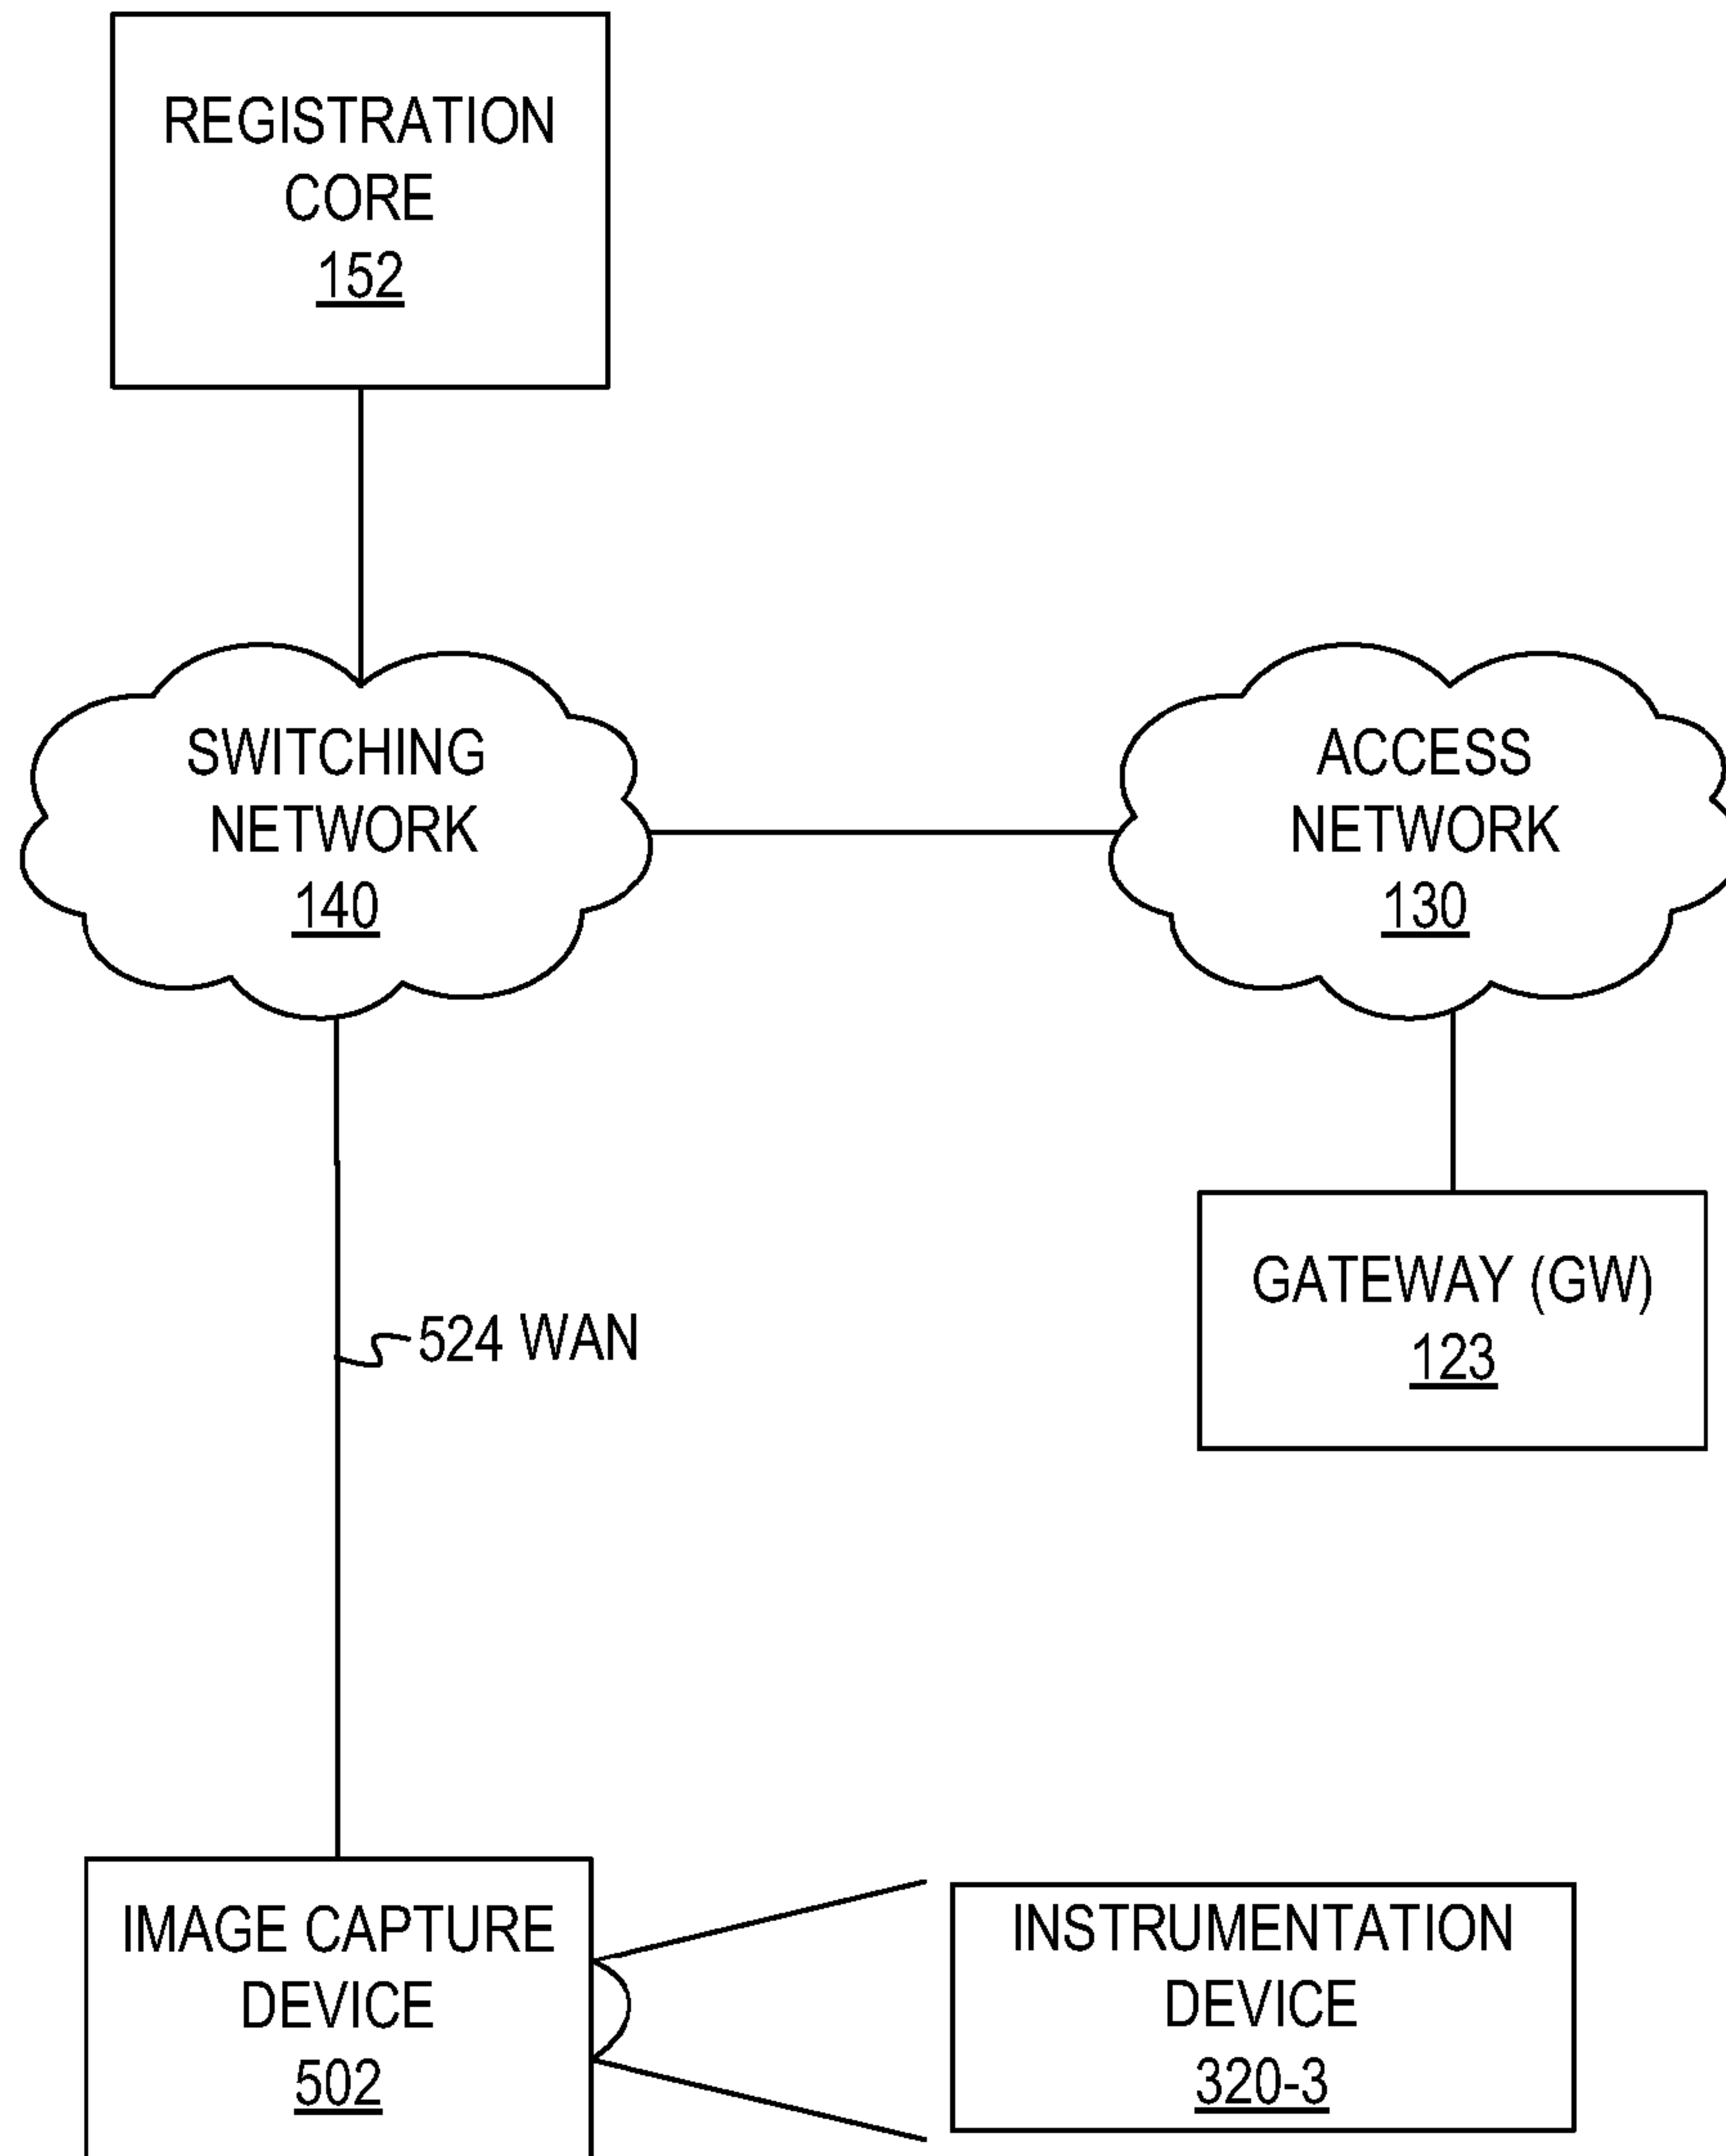 REGISTRATION
CORE
152
SWITCHING
NETWORK
140
ACCESS
NETWORK
130
GATEWAY (GW)
123
524 WAN
IMAGE CAPTURE
DEVICE
502
INSTRUMENTATION
DEVICE
320-3